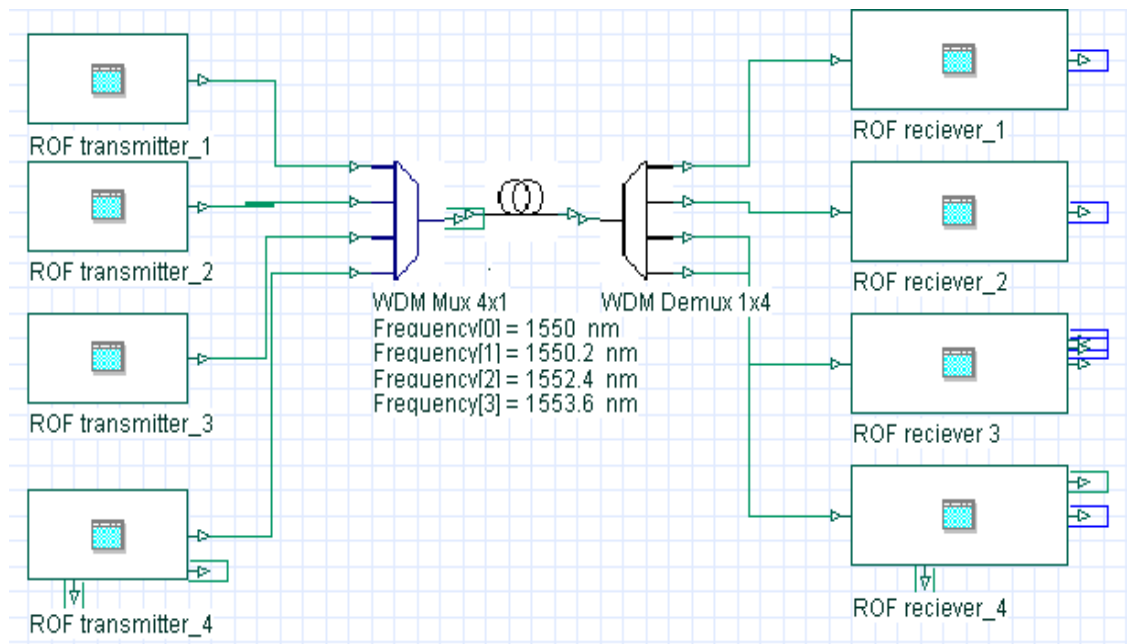 ROF transmitter_1
ROF reciever_1
ROF transmitter_2
ROF reciever_2
WDM Mux 4x1
WDM Demux 1x4
Frequency[0] = 1550 nm
Frequency[1] = 1550.2 nm
Frequency[2] = 1552.4 nm
Frequency[3] = 1553.6 nm
ROF transmitter_3
ROF reciever 3
ROF transmitter_4
ROF reciever_4